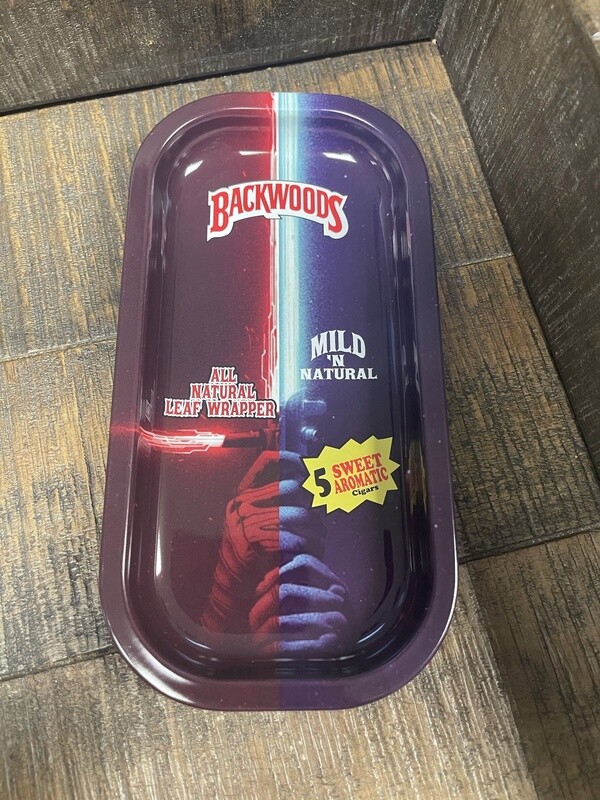 BACKWOODS
MILD
'N
NATURAL
ALL
NATURAL
LEAF WRAPPER
5 SWEET
AROMATIC
Cigars